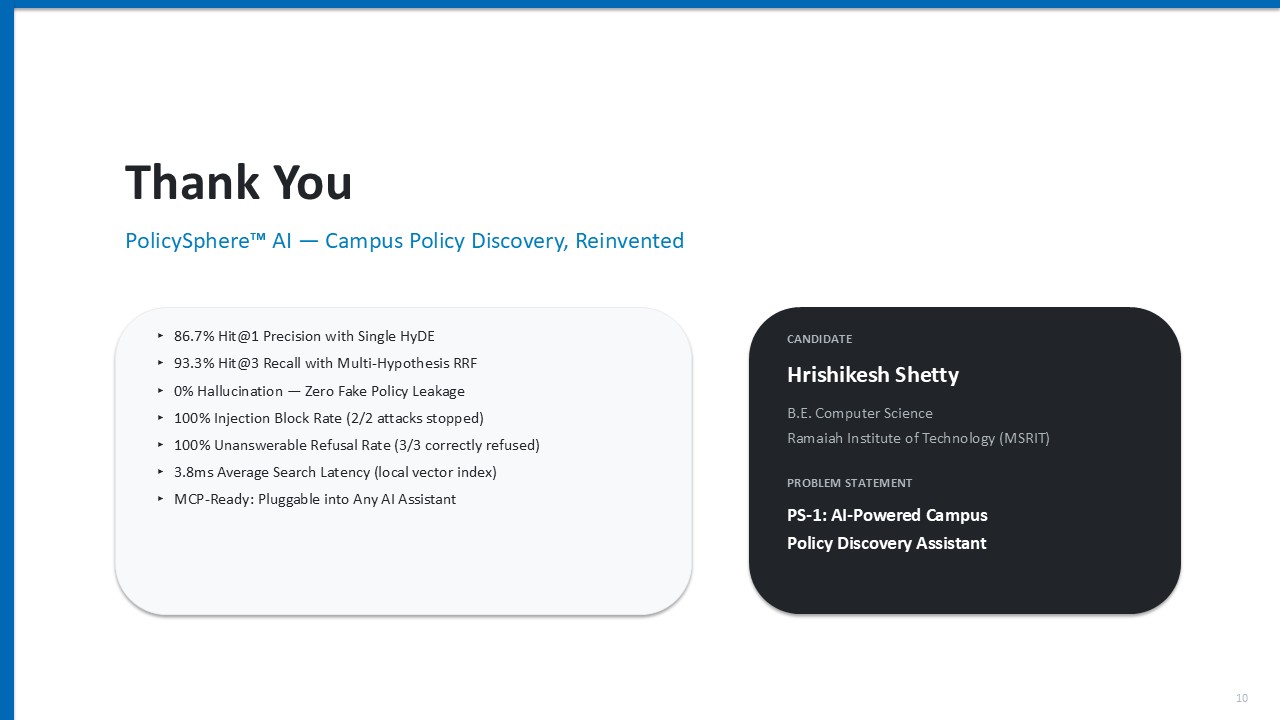 Thank You
PolicySphere™ AI — Campus Policy Discovery, Reinvented
‣ 86.7% Hit@1 Precision with Single HyDE
‣ 93.3% Hit@3 Recall with Multi-Hypothesis RRF
‣ 0% Hallucination — Zero Fake Policy Leakage
‣ 100% Injection Block Rate (2/2 attacks stopped)
‣ 100% Unanswerable Refusal Rate (3/3 correctly refused)
‣ 3.8ms Average Search Latency (local vector index)
‣ MCP-Ready: Pluggable into Any AI Assistant
CANDIDATE
Hrishikesh Shetty
B.E. Computer Science
Ramaiah Institute of Technology (MSRIT)
PROBLEM STATEMENT
PS-1: AI-Powered Campus
Policy Discovery Assistant
10